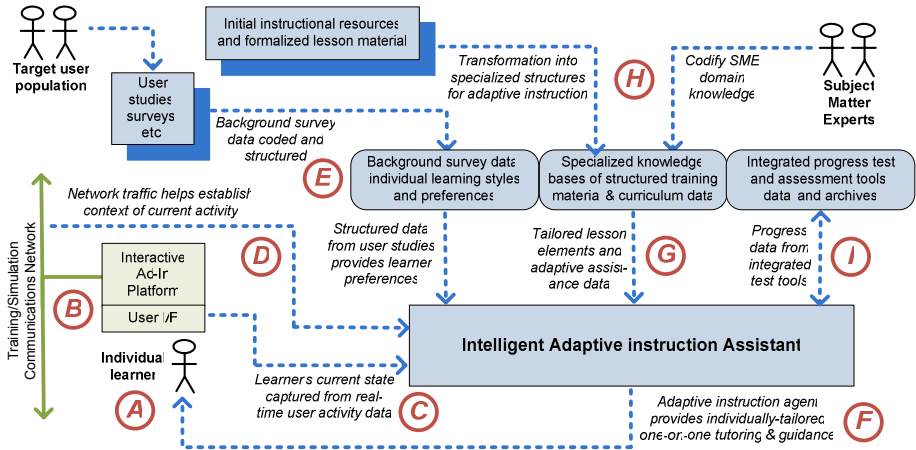 Target user
population
Initial instructional resources
and formalized lesson material
User
studies
surveys
etc
Background survey
data coded and
structured
Transformation into
specialized structures
for adaptive instruction
H
Codify SME
domain
knowledge
Subject
Matter
Experts
E
Background survey data
individual learning styles
and preferences
Specialized knowledge
bases of structured training
material & curriculum data
Integrated progress test
and assessment tools
data and archives
Network traffic helps establish
context of current activity
D
Structured data
from user studies
provides learner
preferences
Tailored lesson
elements and
adaptive assis-
ance data
G
Progress
data from
integrated
test tools
I
Training/Simulation
Communications Network
B
Interactive
Ac-In
Platform
User I/F
Intelligent Adaptive instruction Assistant
Individual
learner
A
Learner's current state
captured from real-
time user activity data
C
Adaptive instruction agent
provides individually-tailored
one-on-one tutoring & guidance
F